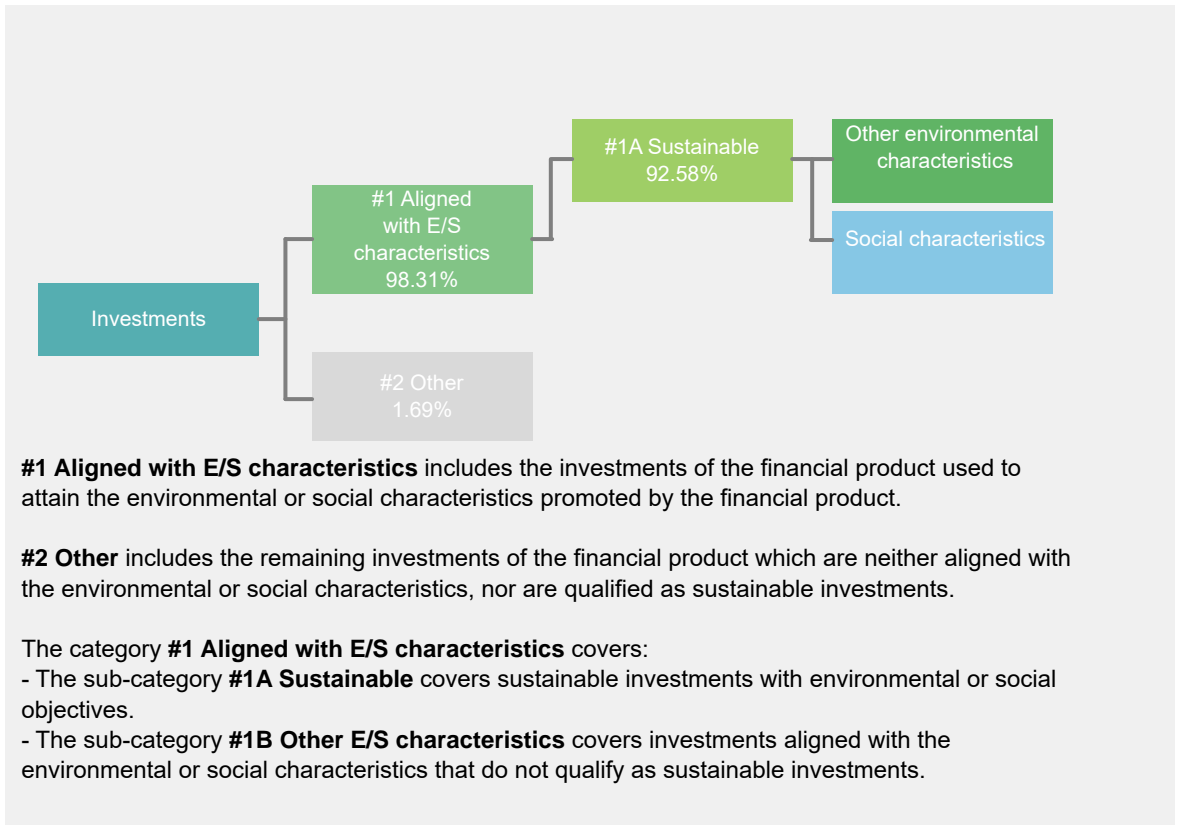 Investments
#1 Aligned
with E/S
characteristics
98.31%
#2 Other
1.69%
#1A Sustainable
92.58%
Other environmental
characteristics
Social characteristics
#1 Aligned with E/S characteristics includes the investments of the financial product used to
attain the environmental or social characteristics promoted by the financial product.
#2 Other includes the remaining investments of the financial product which are neither aligned with
the environmental or social characteristics, nor are qualified as sustainable investments.
The category #1 Aligned with E/S characteristics covers:
- The sub-category #1A Sustainable covers sustainable investments with environmental or social
objectives.
- The sub-category #1B Other E/S characteristics covers investments aligned with the
environmental or social characteristics that do not qualify as sustainable investments.